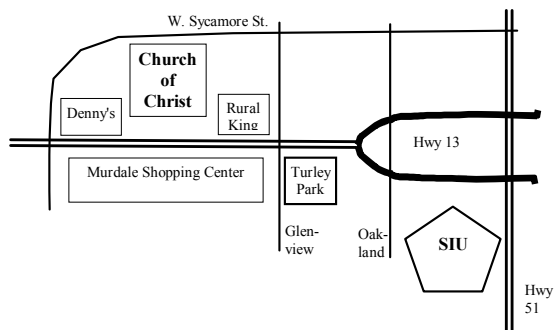 W. Sycamore St.
Church
of
Christ
Denny's
Rural
King
Hwy 13
Murdale Shopping Center
Turley
Park
Glen-
view
Oak-
land
SIU
Hwy
51